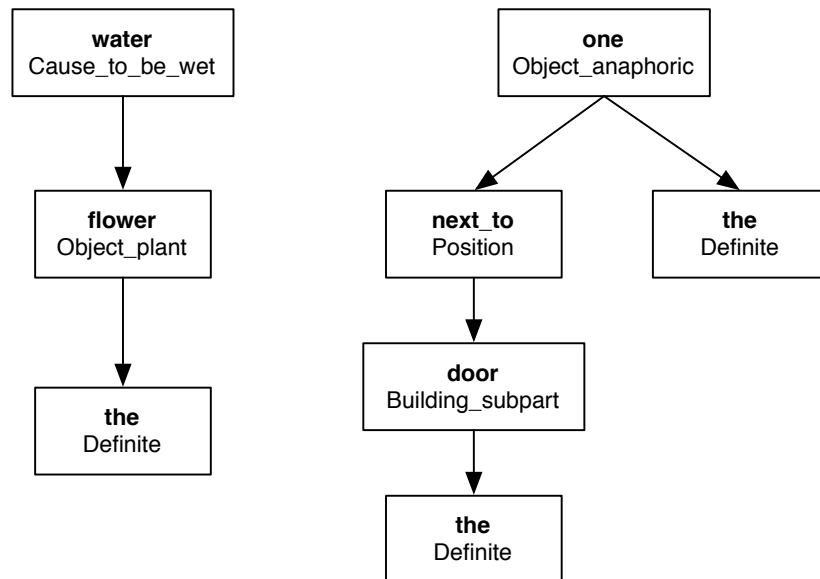 water
Cause_to_be_wet
flower
Object_plant
the
Definite
one
Object_anaphoric
next_to
Position
the
Definite
door
Building_subpart
the
Definite